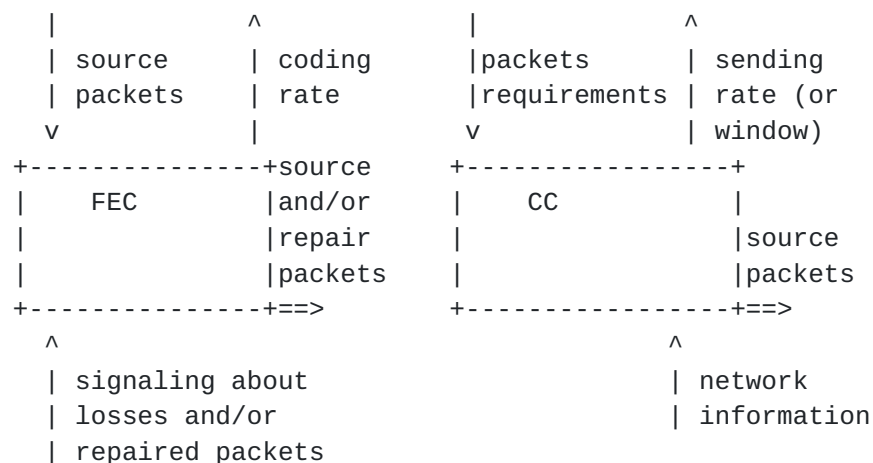 |            ^             |              ^
  | source     | coding      |packets       | sending
  | packets    | rate        |requirements  | rate (or
  v            |             v              | window)
+---------------+source     +-----------------+
|    FEC        |and/or     |    CC           |
|               |repair     |                 |source
|               |packets    |                 |packets
+---------------+==>        +-----------------+==>
  ^                                        ^
  | signaling about                        | network
  | losses and/or                          | information
  | repaired packets